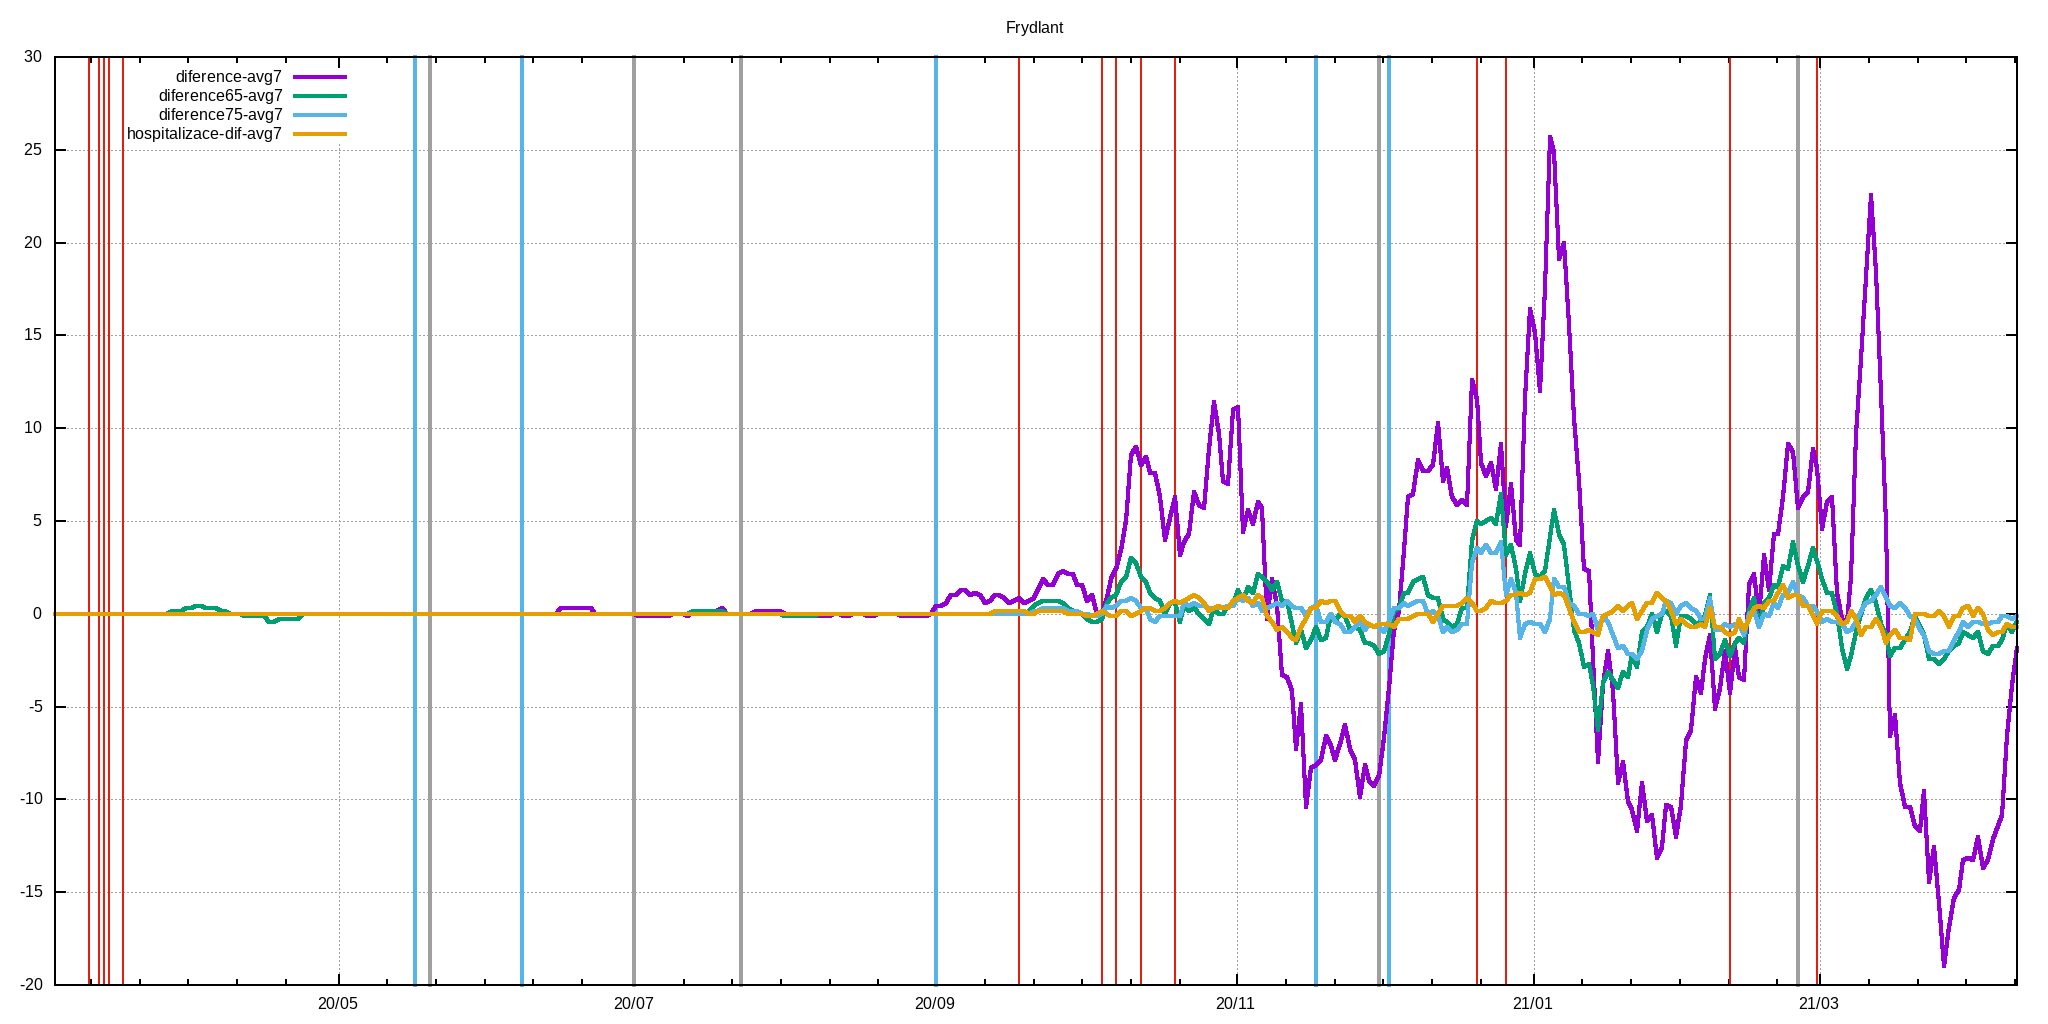 Frydlant
30
diference-avg7
diference65-avg7
diference75-avg7
hospitalizace-dif-avg7
25
20
15
10
5
0
-5
-10
-15
-20
20/05 20/07 20/09 20/11 21/01 21/03